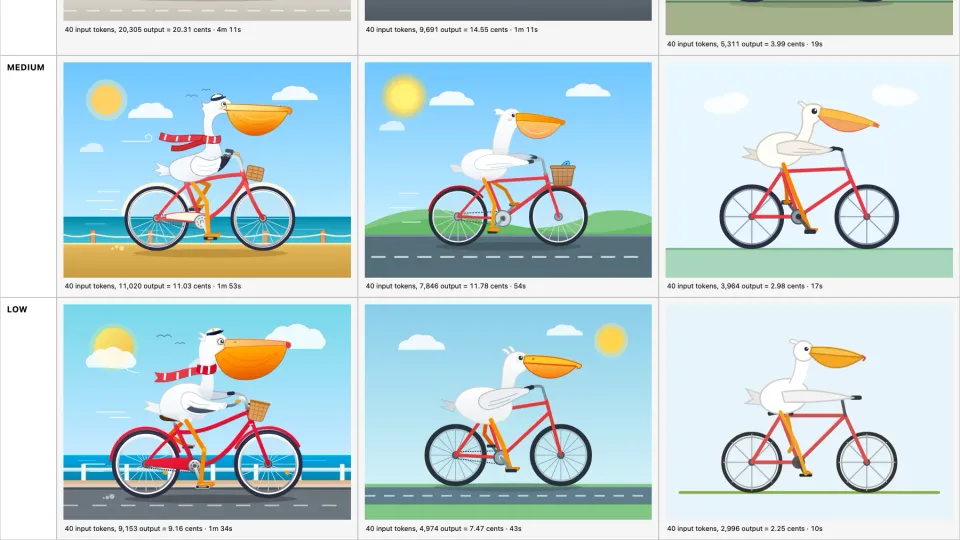 40 input tokens, 20,305 output = 20.31 cents · 4m 11s
40 input tokens, 9,691 output = 14.55 cents · 1m 11s
40 input tokens, 5,311 output = 3.99 cents · 19s
MEDIUM
40 input tokens, 11,020 output = 11.03 cents · 1m 53s
40 input tokens, 7,846 output = 11.78 cents · 54s
40 input tokens, 3,964 output = 2.98 cents · 17s
LOW
40 input tokens, 9,153 output = 9.16 cents · 1m 34s
40 input tokens, 4,974 output = 7.47 cents · 43s
40 input tokens, 2,996 output = 2.25 cents · 10s